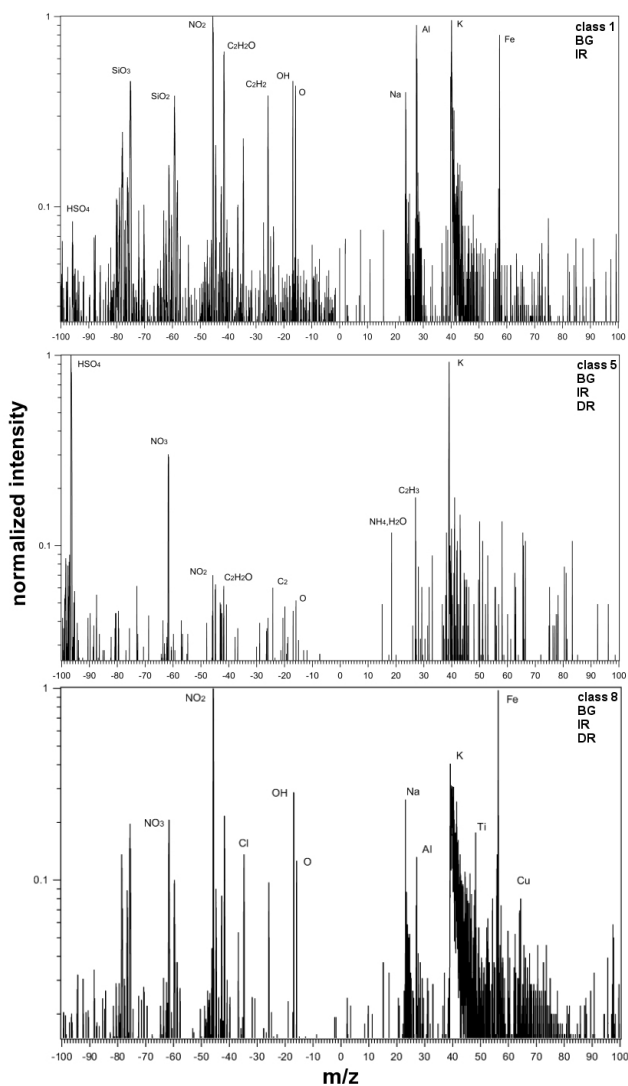 class 1
BG
IR
1
0.1
NO2
C2H2O
SiO3
SiO2
C2H2
OH
O
HSO4
Na
Al
K
Fe
-100 -90 -80 -70 -60 -50 -40 -30 -20 -10 0 10 20 30 40 50 60 70 80 90 100
class 5
BG
IR
DR
1
0.1
HSO4
NO3
NO2
C2H2O
C2
O
NH4,H2O
C2H3
K
-100 -90 -80 -70 -60 -50 -40 -30 -20 -10 0 10 20 30 40 50 60 70 80 90 100
normalized intensity
class 8
BG
IR
DR
1
0.1
NO2
NO3
Cl
OH
O
Na
Al
K
Ti
Fe
Cu
-100 -90 -80 -70 -60 -50 -40 -30 -20 -10 0 10 20 30 40 50 60 70 80 90 100
m/z